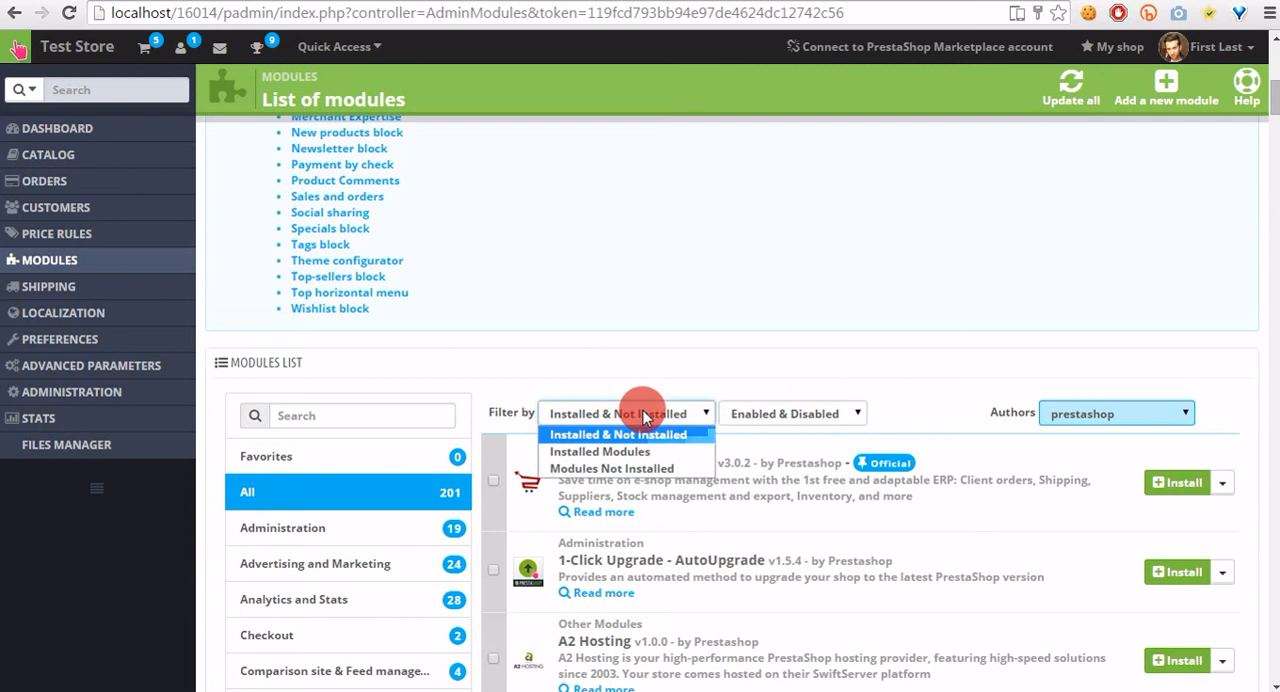 localhost/16014/padmin/index.php?controller=AdminModules&token=119fcd793bb94e97de4624dc12742c56
Test Store 5 1 9 Quick Access Connect to PrestaShop Marketplace account My shop First Last
Search
MODULES
List of modules
Update all Add a new module Help
DASHBOARD
CATALOG
ORDERS
CUSTOMERS
PRICE RULES
MODULES
SHIPPING
LOCALIZATION
PREFERENCES
ADVANCED PARAMETERS
ADMINISTRATION
STATS
FILES MANAGER
Merchant Expertise
New products block
Newsletter block
Payment by check
Product Comments
Sales and orders
Social sharing
Specials block
Tags block
Theme configurator
Top-sellers block
Top horizontal menu
Wishlist block
MODULES LIST
Search
Favorites 0
All 201
Administration 19
Advertising and Marketing 24
Analytics and Stats 28
Checkout 2
Comparison site & Feed manage... 4
Filter by Installed & Not Installed Enabled & Disabled Authors prestashop
Installed & Not Installed
Installed Modules
Modules Not Installed
v3.0.2 - by Prestashop - Official
Save time on e-shop management with the 1st free and adaptable ERP: Client orders, Shipping,
Suppliers, Stock management and export, Inventory, and more
Read more
Install
Administration
1-Click Upgrade - AutoUpgrade v1.5.4 - by Prestashop
Provides an automated method to upgrade your shop to the latest PrestaShop version
Read more
Install
Other Modules
A2 Hosting v1.0.0 - by Prestashop
A2 Hosting is your high-performance PrestaShop hosting provider, featuring high-speed solutions
since 2003. Your store comes hosted on their SwiftServer platform
Read more
Install
A2 HOSTING